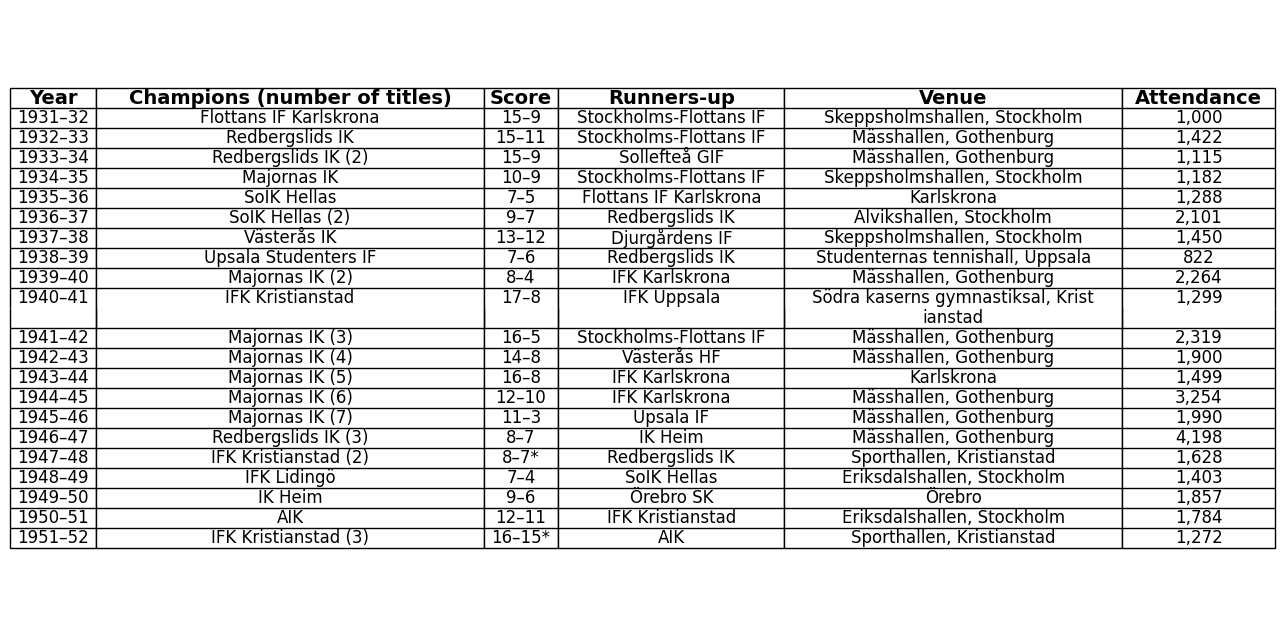 Year Champions (number of titles) Score Runners-up Venue Attendance
1931–32 Flottans IF Karlskrona 15–9 Stockholms-Flottans IF Skeppsholmshallen, Stockholm 1,000
1932–33 Redbergslids IK 15–11 Stockholms-Flottans IF Mässhallen, Gothenburg 1,422
1933–34 Redbergslids IK (2) 15–9 Sollefteå GIF Mässhallen, Gothenburg 1,115
1934–35 Majornas IK 10–9 Stockholms-Flottans IF Skeppsholmshallen, Stockholm 1,182
1935–36 SoIK Hellas 7–5 Flottans IF Karlskrona Karlskrona 1,288
1936–37 SoIK Hellas (2) 9–7 Redbergslids IK Alvikshallen, Stockholm 2,101
1937–38 Västerås IK 13–12 Djurgårdens IF Skeppsholmshallen, Stockholm 1,450
1938–39 Upsala Studenters IF 7–6 Redbergslids IK Studenternas tennishall, Uppsala 822
1939–40 Majornas IK (2) 8–4 IFK Karlskrona Mässhallen, Gothenburg 2,264
1940–41 IFK Kristianstad 17–8 IFK Uppsala Södra kaserns gymnastiksal, Krist 1,299
ianstad
1941–42 Majornas IK (3) 16–5 Stockholms-Flottans IF Mässhallen, Gothenburg 2,319
1942–43 Majornas IK (4) 14–8 Västerås HF Mässhallen, Gothenburg 1,900
1943–44 Majornas IK (5) 16–8 IFK Karlskrona Karlskrona 1,499
1944–45 Majornas IK (6) 12–10 IFK Karlskrona Mässhallen, Gothenburg 3,254
1945–46 Majornas IK (7) 11–3 Upsala IF Mässhallen, Gothenburg 1,990
1946–47 Redbergslids IK (3) 8–7 IK Heim Mässhallen, Gothenburg 4,198
1947–48 IFK Kristianstad (2) 8–7* Redbergslids IK Sporthallen, Kristianstad 1,628
1948–49 IFK Lidingö 7–4 SoIK Hellas Eriksdalshallen, Stockholm 1,403
1949–50 IK Heim 9–6 Örebro SK Örebro 1,857
1950–51 AIK 12–11 IFK Kristianstad Eriksdalshallen, Stockholm 1,784
1951–52 IFK Kristianstad (3) 16–15* AIK Sporthallen, Kristianstad 1,272